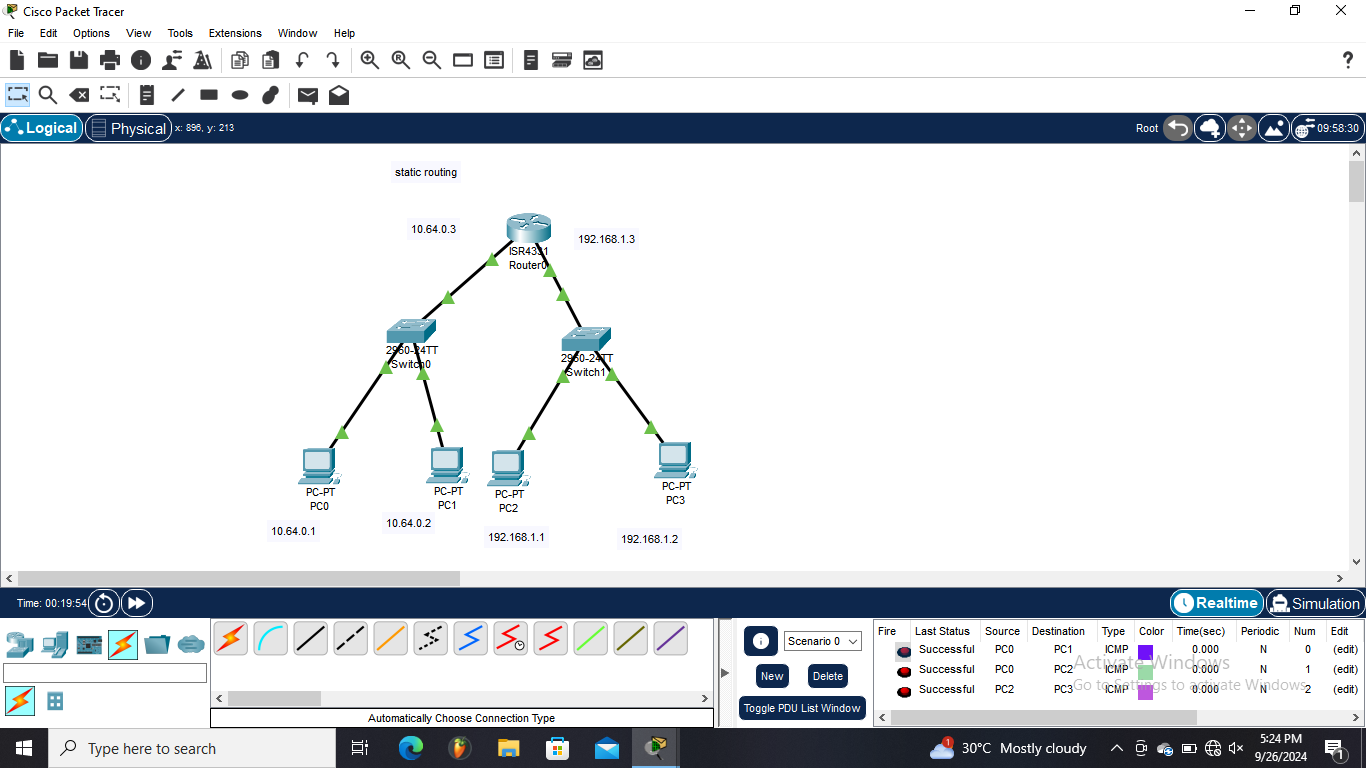 Cisco Packet Tracer
File Edit Options View Tools Extensions Window Help
Logical Physical x: 896, y: 213 Root 09:58:30
static routing
10.64.0.3
192.168.1.3
ISR4331
Router0
2960-24TT
Switch0
2960-24TT
Switch1
PC-PT
PC0
PC-PT
PC1
PC-PT
PC2
PC-PT
PC3
10.64.0.1
10.64.0.2
192.168.1.1
192.168.1.2
Time: 00:19:54 Realtime Simulation
Scenario 0
New Delete
Toggle PDU List Window
Fire Last Status Source Destination Type Color Time(sec) Periodic Num Edit
Successful PC0 PC1 ICMP 0.000 N 0 (edit)
Successful PC0 PC2 ICMP 0.000 N 1 (edit)
Successful PC2 PC3 ICMP 0.000 N 2 (edit)
Activate Windows
Go to Settings to activate Windows.
Automatically Choose Connection Type
Type here to search
1
30°C Mostly cloudy
5:24 PM
9/26/2024
1